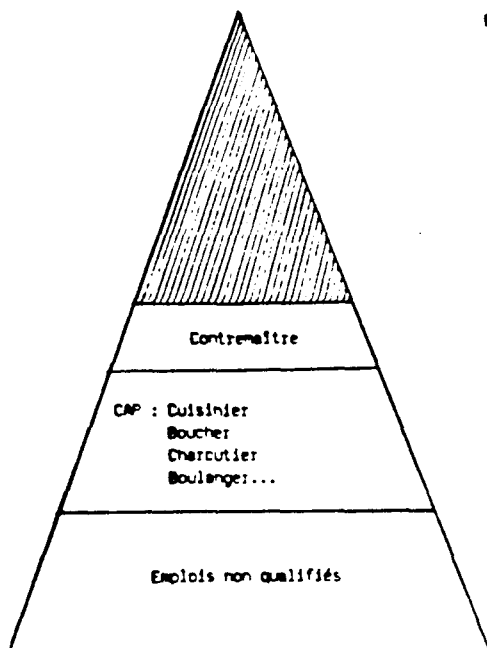 Contremaître
CAP : Cuisinier
Boucher
Charcutier
Boulanger...
Emplois non qualifiés